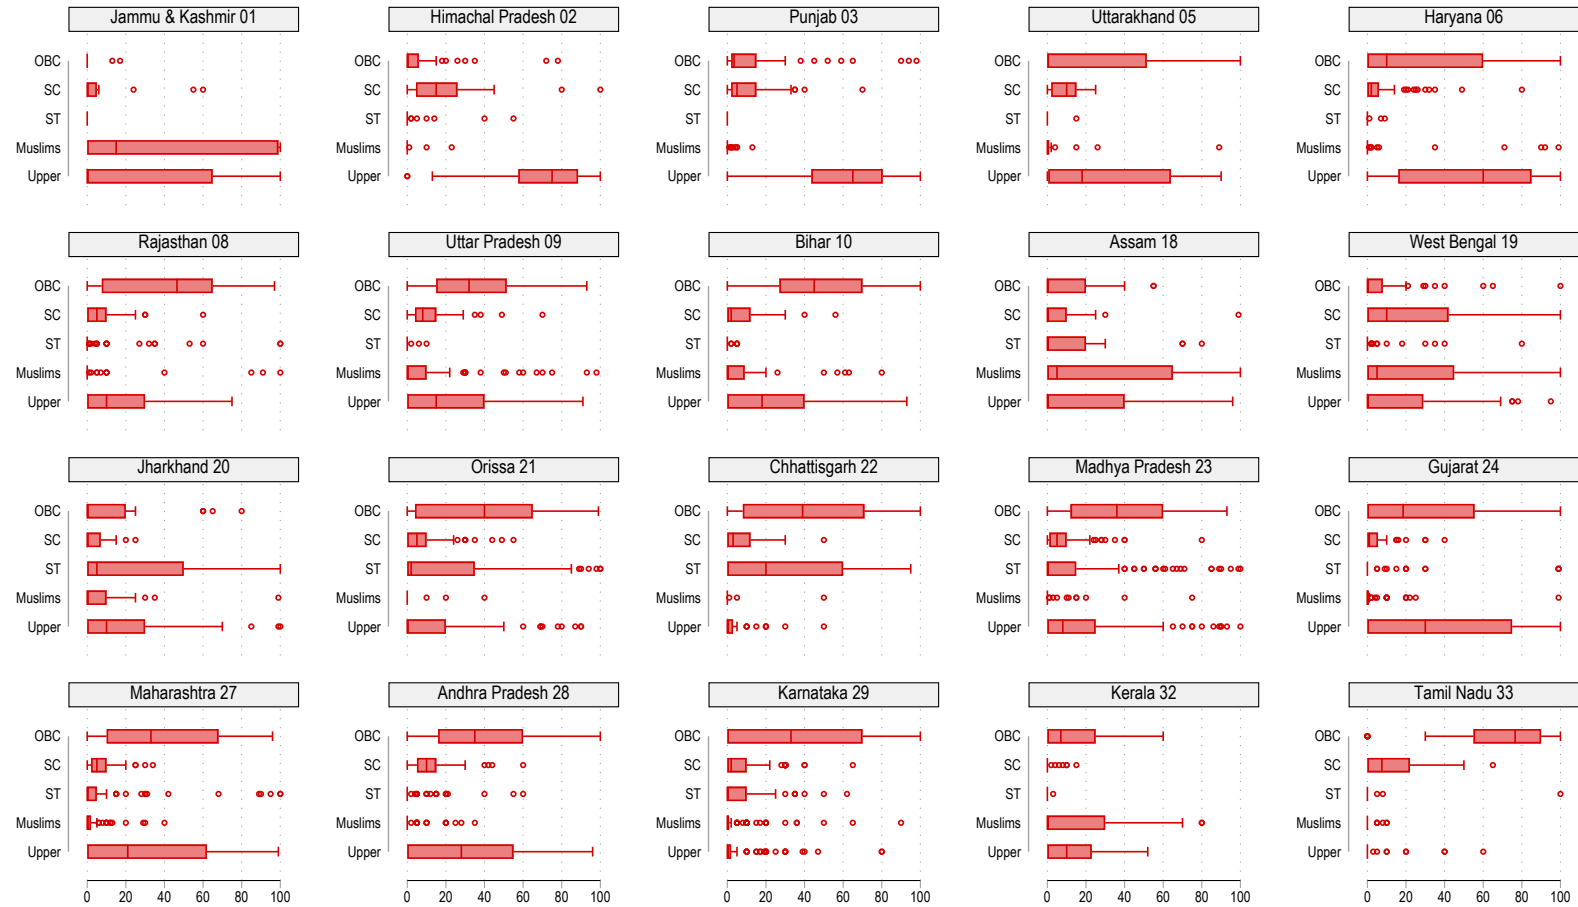 Jammu & Kashmir 01
Himachal Pradesh 02
Punjab 03
Uttarakhand 05
Haryana 06
OBC OBC OBC OBC OBC
SC SC SC SC SC
ST ST ST ST ST
Muslims Muslims Muslims Muslims Muslims
Upper Upper Upper Upper Upper
Rajasthan 08
Uttar Pradesh 09
Bihar 10
Assam 18
West Bengal 19
OBC OBC OBC OBC OBC
SC SC SC SC SC
ST ST ST ST ST
Muslims Muslims Muslims Muslims Muslims
Upper Upper Upper Upper Upper
Jharkhand 20
Orissa 21
Chhattisgarh 22
Madhya Pradesh 23
Gujarat 24
OBC OBC OBC OBC OBC
SC SC SC SC SC
ST ST ST ST ST
Muslims Muslims Muslims Muslims Muslims
Upper Upper Upper Upper Upper
Maharashtra 27
Andhra Pradesh 28
Karnataka 29
Kerala 32
Tamil Nadu 33
OBC OBC OBC OBC OBC
SC SC SC SC SC
ST ST ST ST ST
Muslims Muslims Muslims Muslims Muslims
Upper Upper Upper Upper Upper
0 20 40 60 80 100 0 20 40 60 80 100 0 20 40 60 80 100 0 20 40 60 80 100 0 20 40 60 80 100